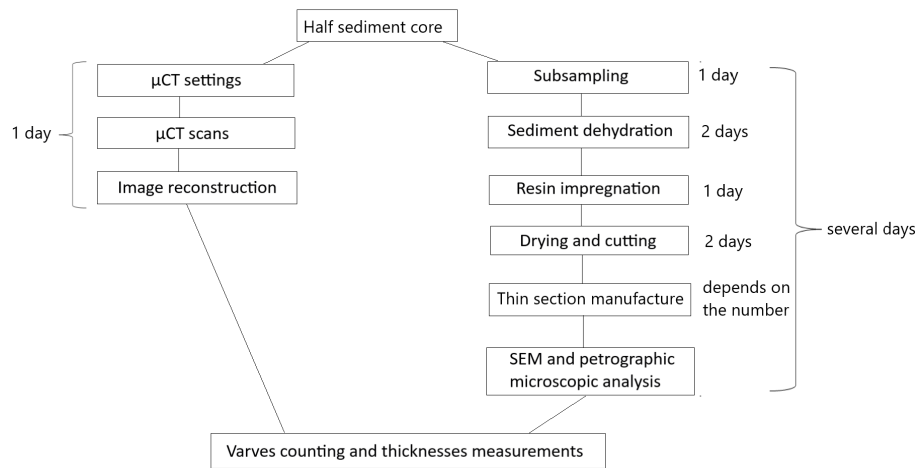 Half sediment core
µCT settings
µCT scans
Image reconstruction
1 day
Subsampling
1 day
Sediment dehydration
2 days
Resin impregnation
1 day
Drying and cutting
2 days
Thin section manufacture
depends on
the number
SEM and petrographic
microscopic analysis
several days
Varves counting and thicknesses measurements